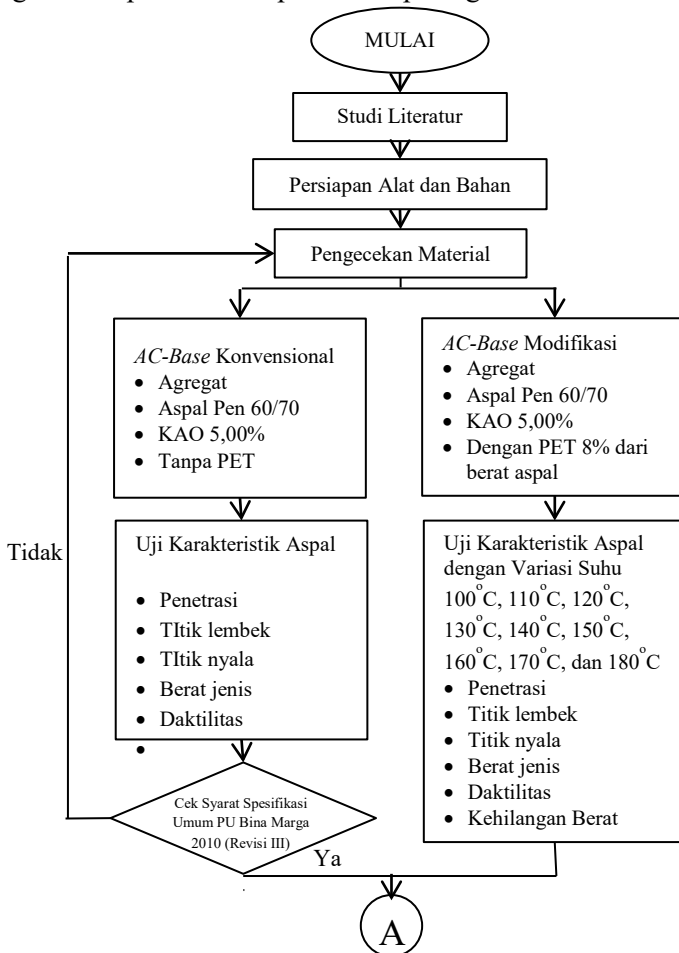 MULAI
Studi Literatur
Persiapan Alat dan Bahan
Pengecekan Material
AC-Base Konvensional
• Agregat
• Aspal Pen 60/70
• KAO 5,00%
• Tanpa PET
AC-Base Modifikasi
• Agregat
• Aspal Pen 60/70
• KAO 5,00%
• Dengan PET 8% dari
berat aspal
Tidak
Uji Karakteristik Aspal
• Penetrasi
• TItik lembek
• TItik nyala
• Berat jenis
• Daktilitas
•
Uji Karakteristik Aspal
dengan Variasi Suhu
100°C, 110°C, 120°C,
130°C, 140°C, 150°C,
160°C, 170°C, dan 180°C
• Penetrasi
• Titik lembek
• Titik nyala
• Berat jenis
• Daktilitas
• Kehilangan Berat
Cek Syarat Spesifikasi
Umum PU Bina Marga
2010 (Revisi III)
Ya
A